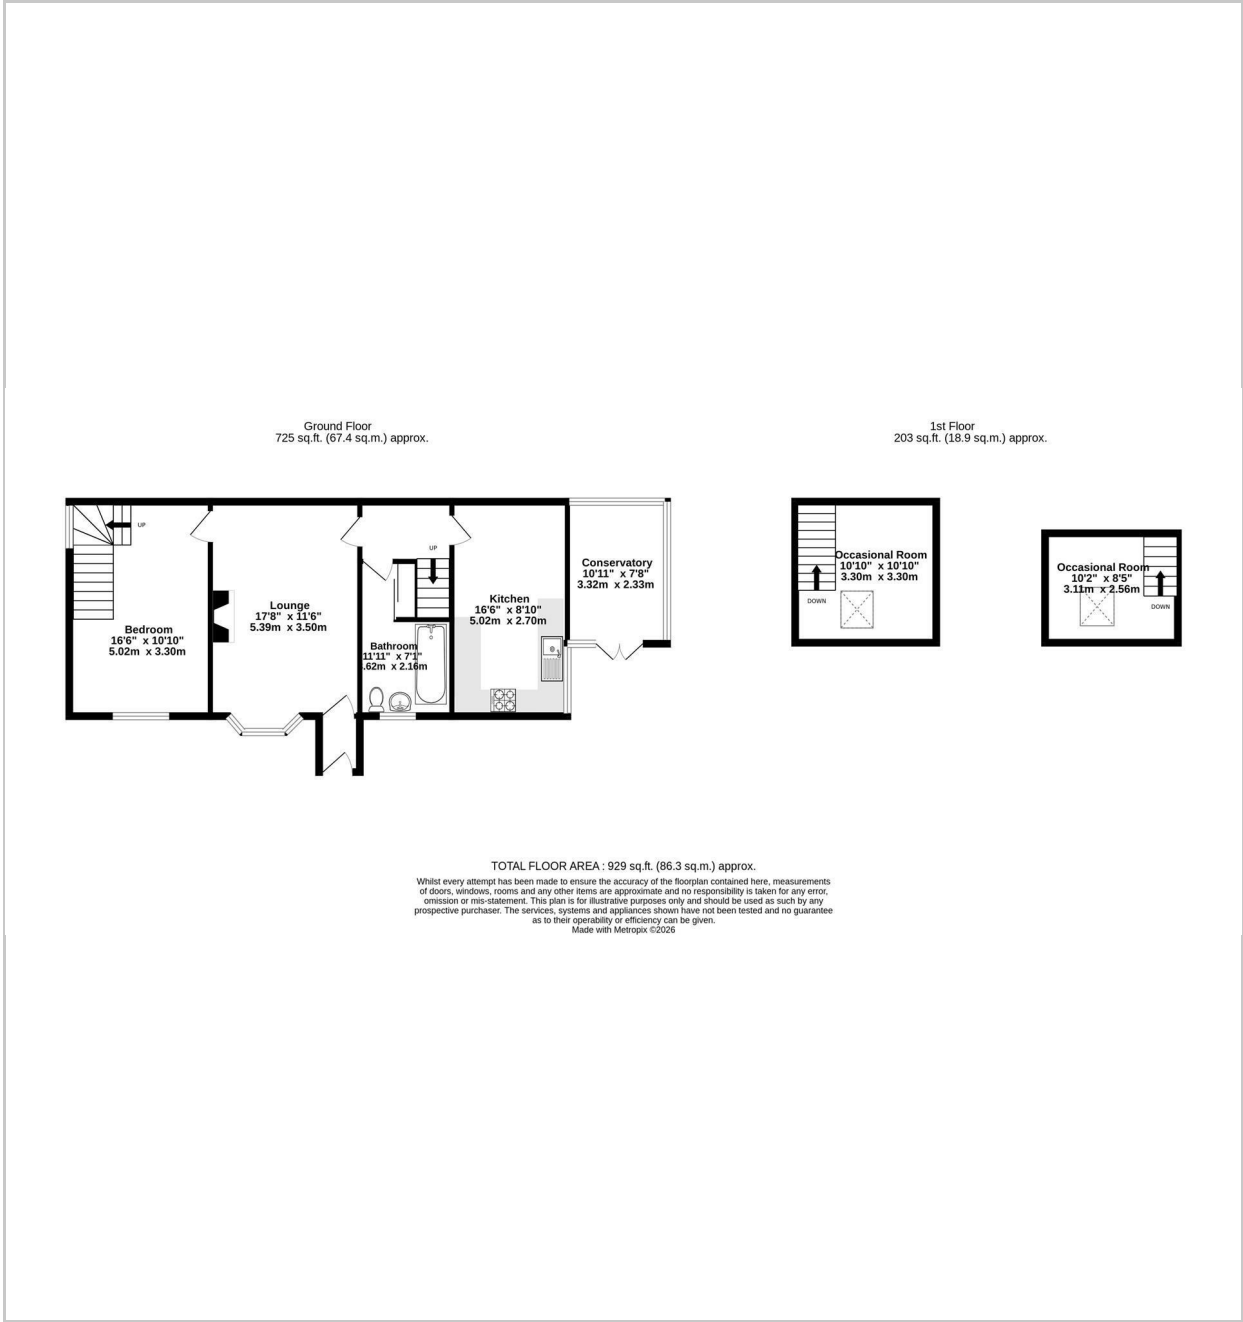 Ground Floor
725 sq.ft. (67.4 sq.m.) approx.
1st Floor
203 sq.ft. (18.9 sq.m.) approx.
UP
UP
Bedroom
16'6" x 10'10"
5.02m x 3.30m
Lounge
17'8" x 11'6"
5.39m x 3.50m
Bathroom
11'11" x 7'1"
.62m x 2.16m
Kitchen
16'6" x 8'10"
5.02m x 2.70m
Conservatory
10'11" x 7'8"
3.32m x 2.33m
Occasional Room
10'10" x 10'10"
3.30m x 3.30m
DOWN
Occasional Room
10'2" x 8'5"
3.11m x 2.56m
DOWN
TOTAL FLOOR AREA : 929 sq.ft. (86.3 sq.m.) approx.
Whilst every attempt has been made to ensure the accuracy of the floorplan contained here, measurements
of doors, windows, rooms and any other items are approximate and no responsibility is taken for any error,
omission or mis-statement. This plan is for illustrative purposes only and should be used as such by any
prospective purchaser. The services, systems and appliances shown have not been tested and no guarantee
as to their operability or efficiency can be given.
Made with Metropix ©2026